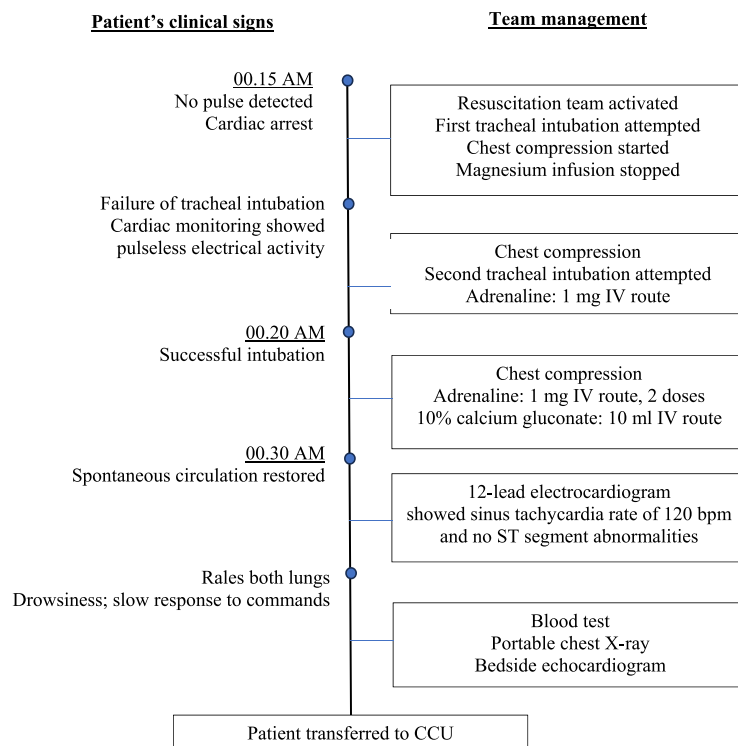 Patient's clinical signs
Team management
00.15 AM
No pulse detected
Cardiac arrest
Resuscitation team activated
First tracheal intubation attempted
Chest compression started
Magnesium infusion stopped
Failure of tracheal intubation
Cardiac monitoring showed
pulseless electrical activity
Chest compression
Second tracheal intubation attempted
Adrenaline: 1 mg IV route
00.20 AM
Successful intubation
Chest compression
Adrenaline: 1 mg IV route, 2 doses
10% calcium gluconate: 10 ml IV route
00.30 AM
Spontaneous circulation restored
12-lead electrocardiogram
showed sinus tachycardia rate of 120 bpm
and no ST segment abnormalities
Rales both lungs
Drowsiness; slow response to commands
Blood test
Portable chest X-ray
Bedside echocardiogram
Patient transferred to CCU